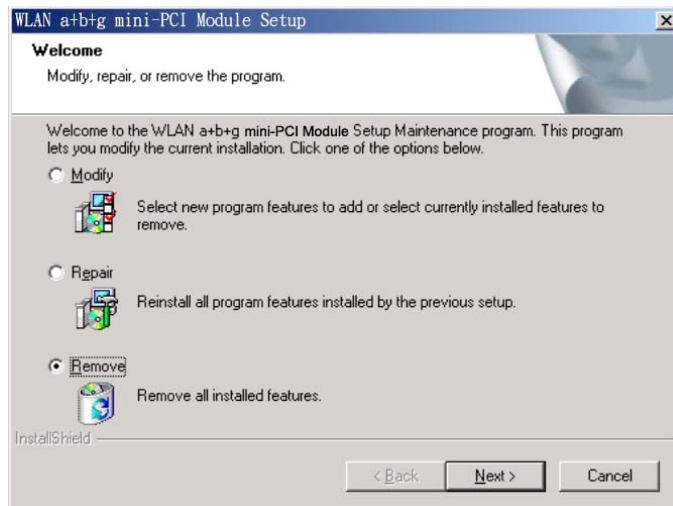 WLAN a+b+g mini-PCI Module Setup
Welcome
Modify, repair, or remove the program.
Welcome to the WLAN a+b+g mini-PCI Module Setup Maintenance program. This program
lets you modify the current installation. Click one of the options below.
Modify
Select new program features to add or select currently installed features to
remove.
Repair
Reinstall all program features installed by the previous setup.
Remove
Remove all installed features.
InstallShield
< Back
Next >
Cancel